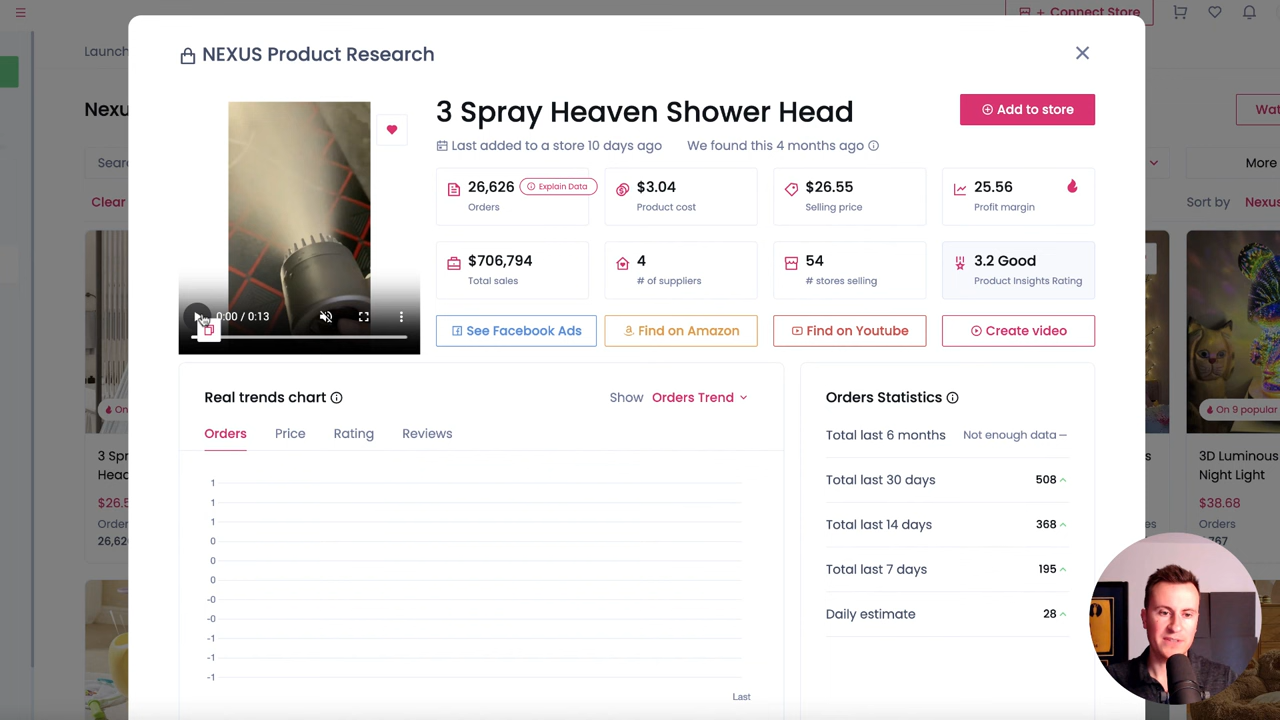 + Connect Store
NEXUS Product Research
Launch
Nexu
Wat
Sear
More
Clear
Sort by Nexus
3 Spray Heaven Shower Head
Add to store
Last added to a store 10 days ago We found this 4 months ago
26,626 Explain Data
Orders
$3.04
Product cost
$26.55
Selling price
25.56
Profit margin
$706,794
Total sales
4
# of suppliers
54
# stores selling
3.2 Good
Product Insights Rating
0:00 / 0:13
See Facebook Ads
Find on Amazon
Find on Youtube
Create video
Real trends chart
Show Orders Trend
Orders Price Rating Reviews
1
1
1
0
0
0
-0
-0
-1
-1
-1
Last
Orders Statistics
Total last 6 months Not enough data –
Total last 30 days 508
Total last 14 days 368
Total last 7 days 195
Daily estimate 28
On
3 Sp
Head
$26.5
Order
26,62
On 9 popular
3D Luminous
Night Light
$38.68
Orders
767